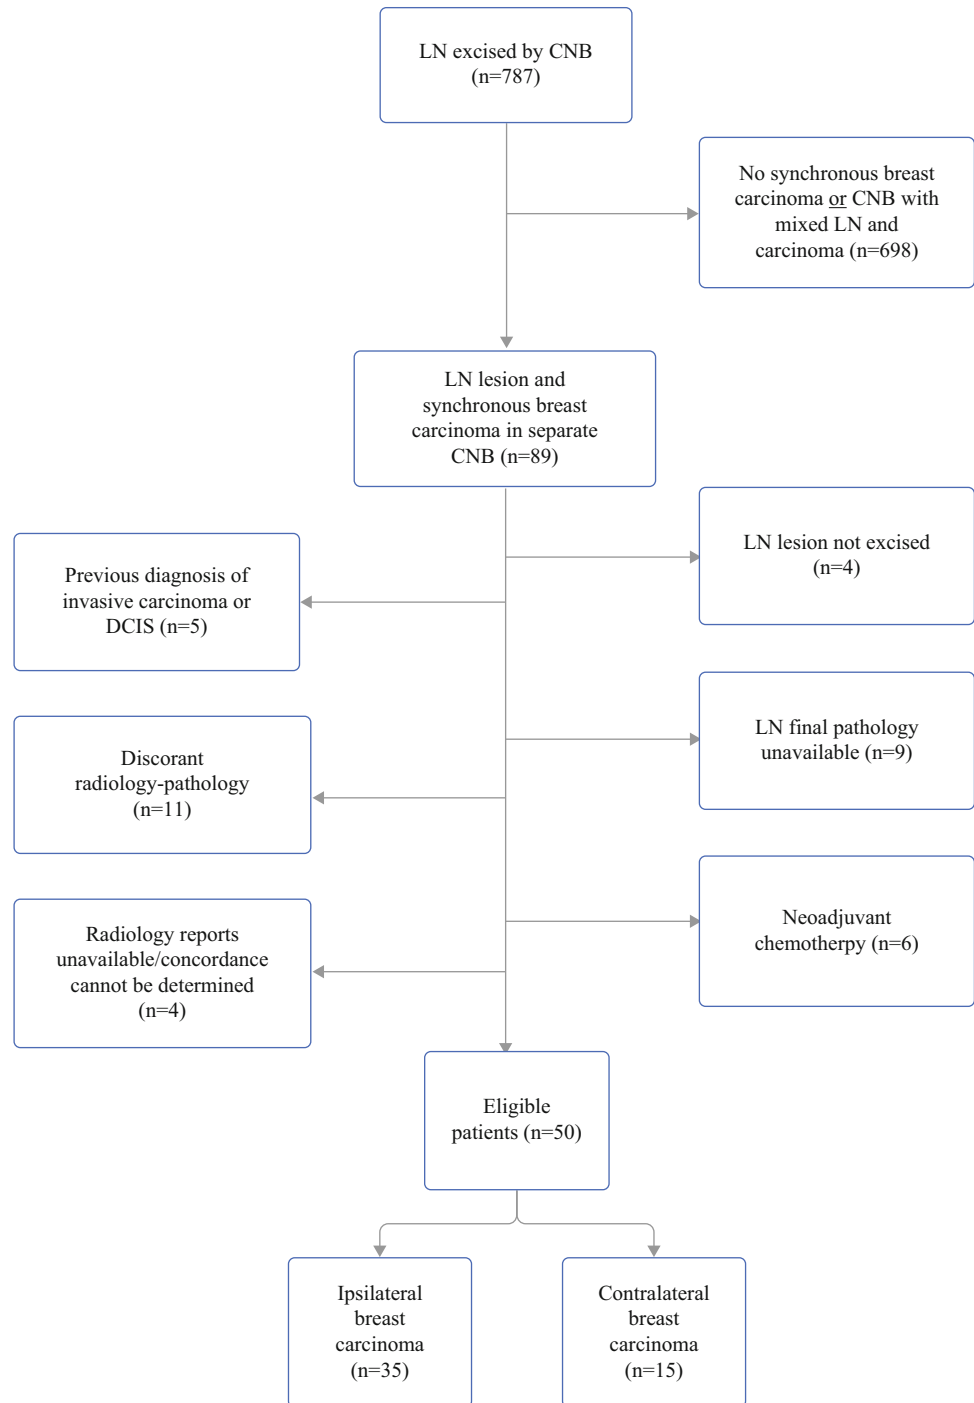 LN excised by CNB
(n=787)
No synchronous breast
carcinoma or CNB with
mixed LN and
carcinoma (n=698)
LN lesion and
synchronous breast
carcinoma in separate
CNB (n=89)
LN lesion not excised
(n=4)
Previous diagnosis of
invasive carcinoma or
DCIS (n=5)
LN final pathology
unavailable (n=9)
Discorant
radiology-pathology
(n=11)
Neoadjuvant
chemotherpy (n=6)
Radiology reports
unavailable/concordance
cannot be determined
(n=4)
Eligible
patients (n=50)
Ipsilateral
breast
carcinoma
(n=35)
Contralateral
breast
carcinoma
(n=15)